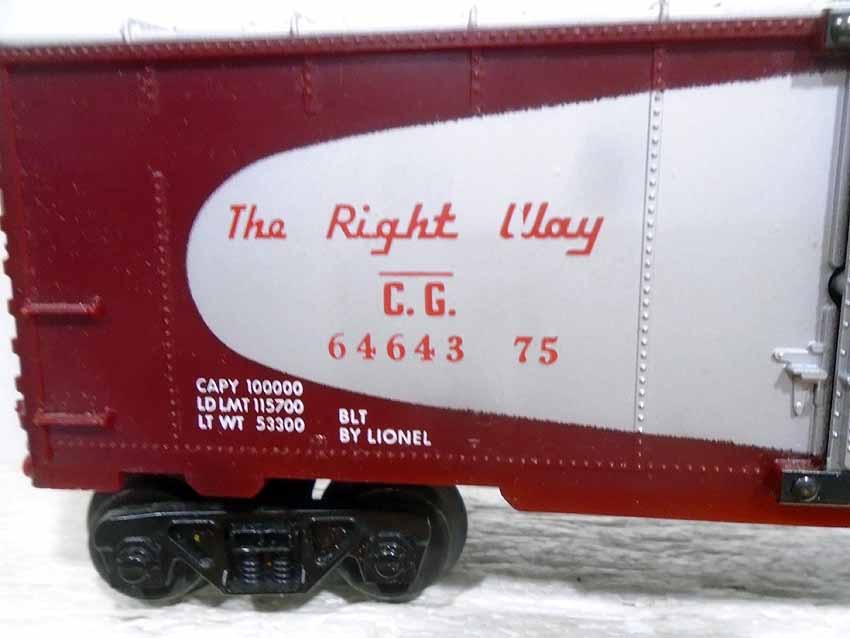 The Right Way
C.G.
64643 75
CAPY 100000
LD LMT 115700
LT WT 53300
BLT
BY LIONEL